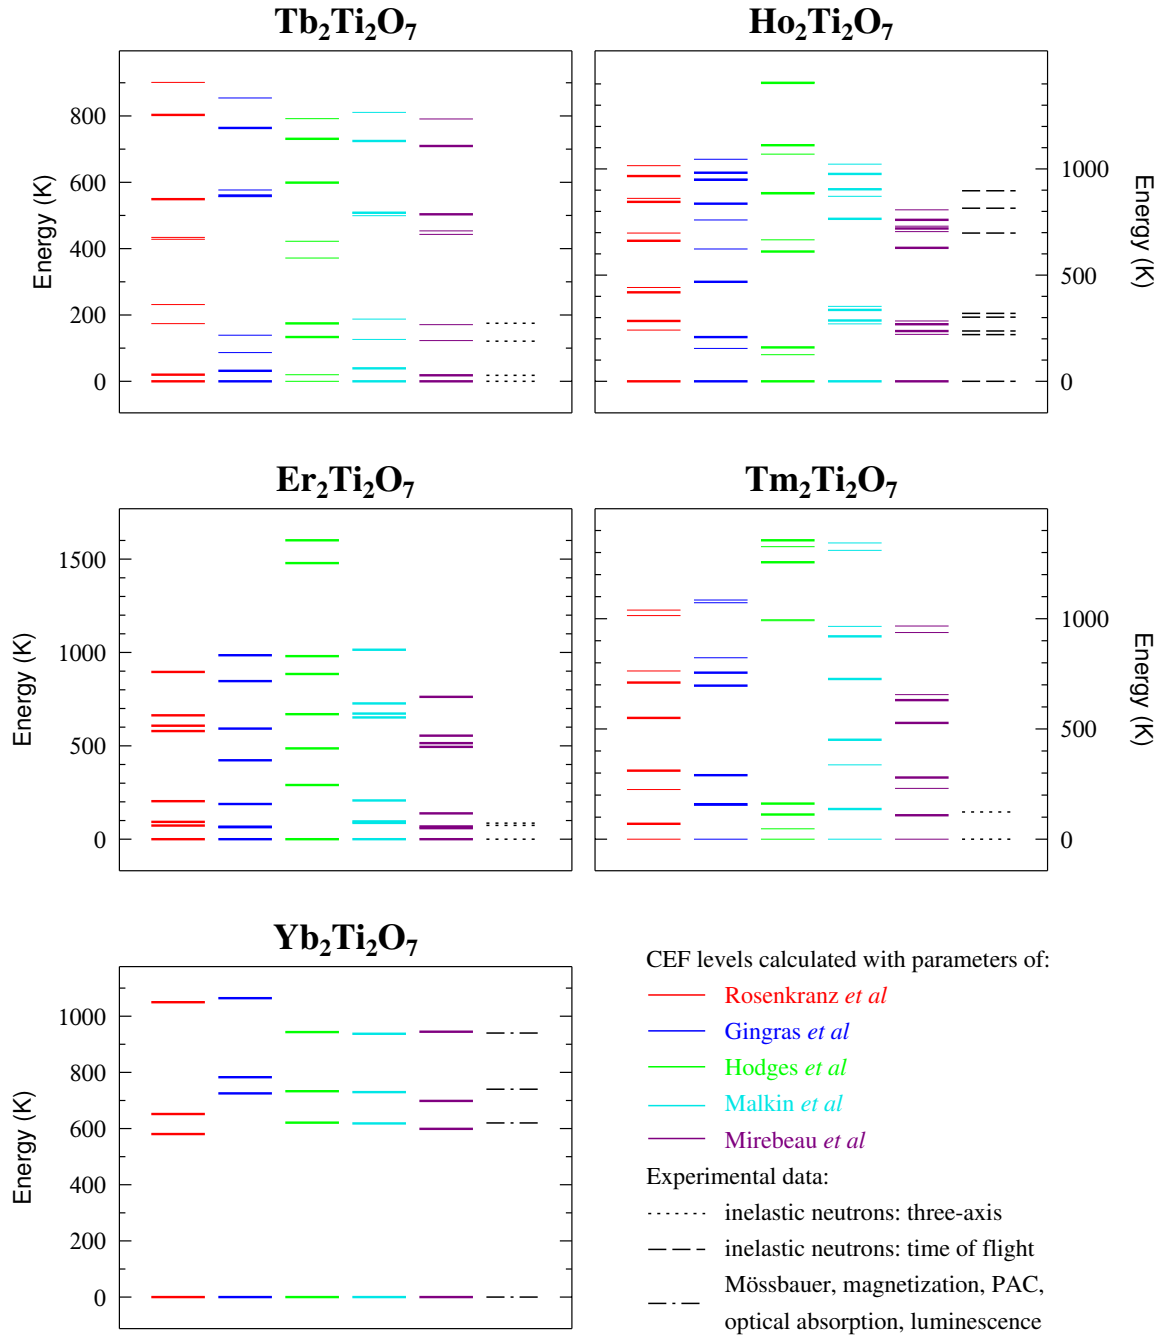 Tb₂Ti₂O₇
Ho₂Ti₂O₇
Energy (K)
800
600
400
200
0
1000
500
0
Energy (K)
Er₂Ti₂O₇
Tm₂Ti₂O₇
Energy (K)
1500
1000
500
0
1000
500
0
Energy (K)
Yb₂Ti₂O₇
Energy (K)
1000
800
600
400
200
0
CEF levels calculated with parameters of:
Rosenkranz et al
Gingras et al
Hodges et al
Malkin et al
Mirebeau et al
Experimental data:
inelastic neutrons: three-axis
inelastic neutrons: time of flight
Mössbauer, magnetization, PAC,
optical absorption, luminescence